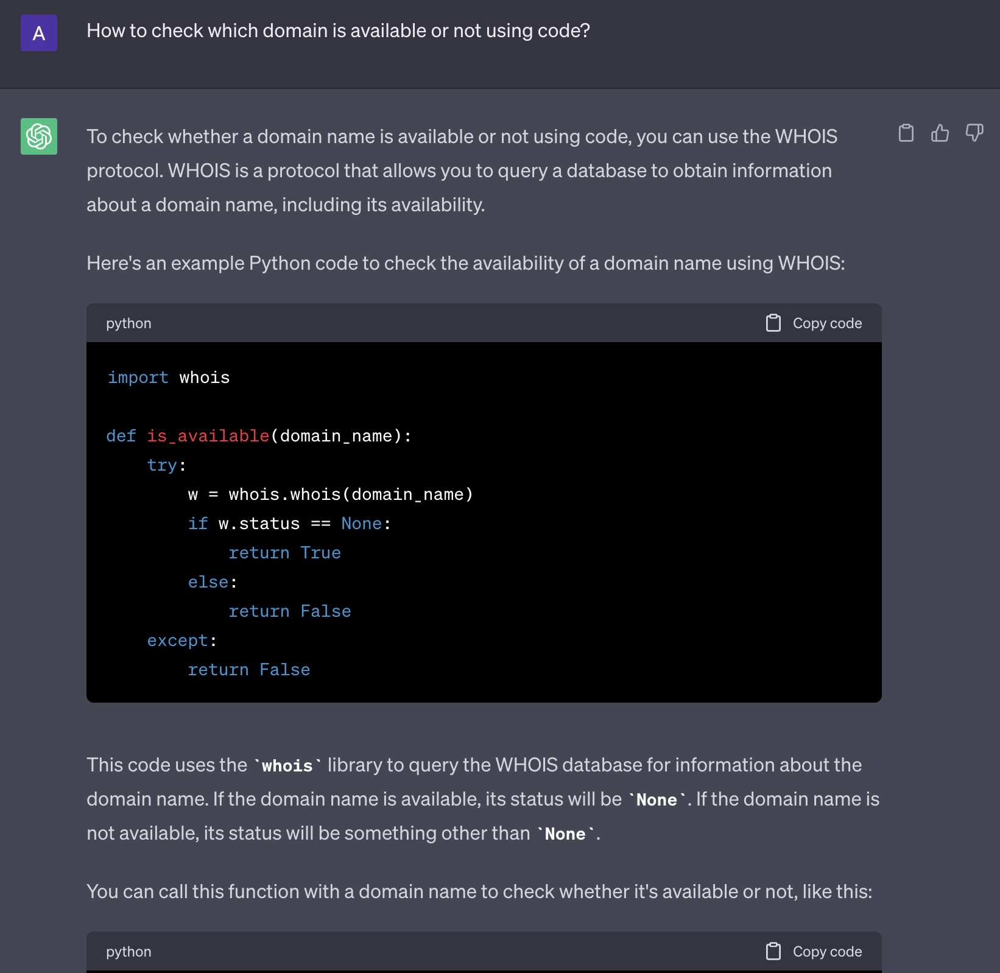 A
How to check which domain is available or not using code?
To check whether a domain name is available or not using code, you can use the WHOIS
protocol. WHOIS is a protocol that allows you to query a database to obtain information
about a domain name, including its availability.
Here's an example Python code to check the availability of a domain name using WHOIS:
python
Copy code
import whois
def is_available(domain_name):
    try:
        w = whois.whois(domain_name)
        if w.status == None:
            return True
        else:
            return False
    except:
        return False
This code uses the `whois` library to query the WHOIS database for information about the
domain name. If the domain name is available, its status will be `None`. If the domain name is
not available, its status will be something other than `None`.
You can call this function with a domain name to check whether it's available or not, like this:
python
Copy code